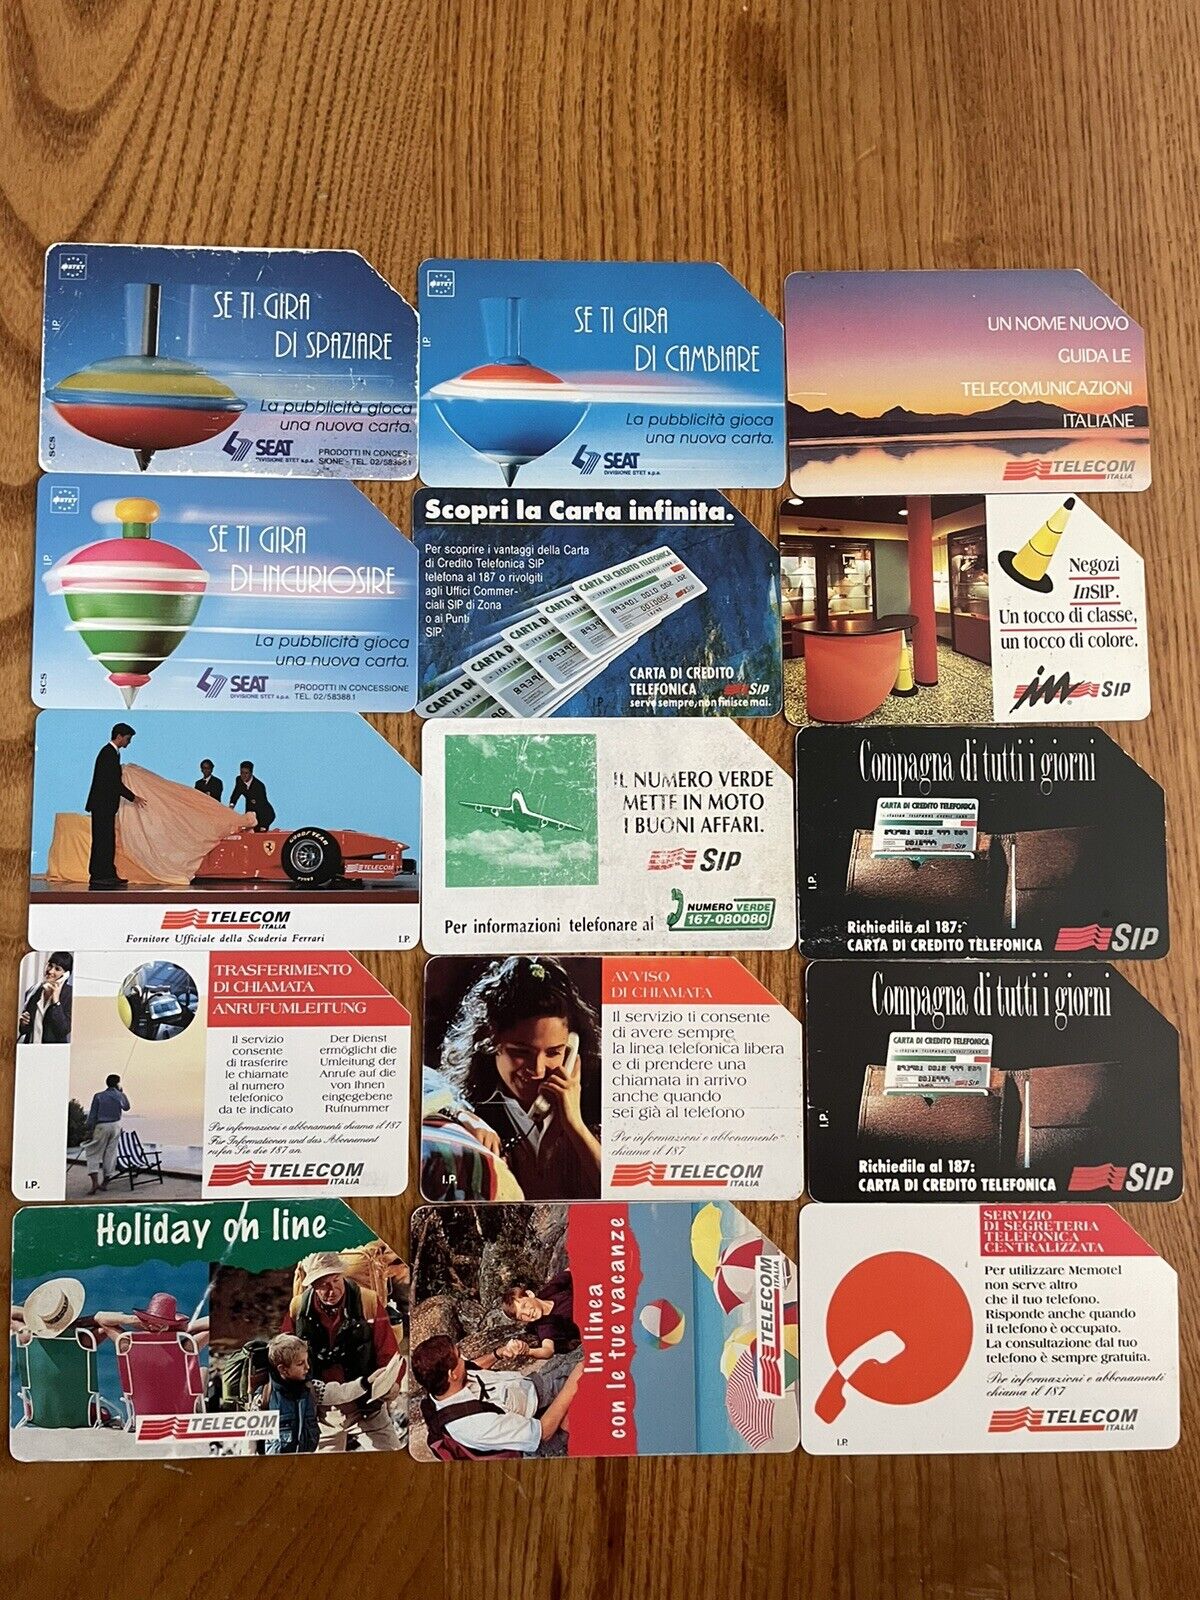 STET
SE TI GIRA
DI SPAZIARE
I.P.
La pubblicità gioca
una nuova carta.
SCS
SEAT
DIVISIONE STET s.p.a.
PRODOTTI IN CONCES-
SIONE - TEL. 02/583881
STET
SE TI GIRA
DI CAMBIARE
I.P.
La pubblicità gioca
una nuova carta.
SEAT
DIVISIONE STET s.p.a.
UN NOME NUOVO
GUIDA LE
TELECOMUNICAZIONI
ITALIANE
TELECOM
ITALIA
STET
SE TI GIRA
DI INCURIOSIRE
I.P.
La pubblicità gioca
una nuova carta.
SCS
SEAT
DIVISIONE STET s.p.a.
PRODOTTI IN CONCESSIONE
TEL. 02/583881
Scopri la Carta infinita.
Per scoprire i vantaggi della Carta
di Credito Telefonica SIP
telefona al 187 o rivolgiti
agli Uffici Commer-
ciali SIP di Zona
o ai Punti
SIP.
CARTA DI CREDITO TELEFONICA
CARTA DI CREDITO
TELEFONICA
SIP
serve sempre, non finisce mai.
I.P.
Negozi
InSIP.
Un tocco di classe,
un tocco di colore.
in SIP
TELECOM
TELECOM
ITALIA
Fornitore Ufficiale della Scuderia Ferrari
I.P.
GOODYEAR
IL NUMERO VERDE
METTE IN MOTO
I BUONI AFFARI.
SIP
Per informazioni telefonare al
NUMERO VERDE
167-080080
Compagna di tutti i giorni
CARTA DI CREDITO TELEFONICA
SIP
I.P.
Richiedila al 187:
CARTA DI CREDITO TELEFONICA
SIP
TRASFERIMENTO
DI CHIAMATA
ANRUFUMLEITUNG
Il servizio
consente
di trasferire
le chiamate
al numero
telefonico
da te indicato
Der Dienst
ermöglicht die
Umleitung der
Anrufe auf die
von Ihnen
eingegebene
Rufnummer
Per informazioni e abbonamenti chiama il 187
Für Informationen und das Abonnement
rufen Sie die 187 an.
I.P.
TELECOM
ITALIA
AVVISO
DI CHIAMATA
Il servizio ti consente
di avere sempre
la linea telefonica libera
e di prendere una
chiamata in arrivo
anche quando
sei già al telefono
Per informazioni e abbonamento
chiama il 187
I.P.
TELECOM
ITALIA
Compagna di tutti i giorni
CARTA DI CREDITO TELEFONICA
SIP
I.P.
Richiedila al 187:
CARTA DI CREDITO TELEFONICA
SIP
Holiday on line
TELECOM
ITALIA
In linea
con le tue vacanze
TELECOM
ITALIA
I.P.
SERVIZIO
DI SEGRETERIA
TELEFONICA
CENTRALIZZATA
Per utilizzare Memotel
non serve altro
che il tuo telefono.
Risponde anche quando
il telefono è occupato.
La consultazione dal tuo
telefono è sempre gratuita.
Per informazioni e abbonamenti
chiama il 187
I.P.
TELECOM
ITALIA